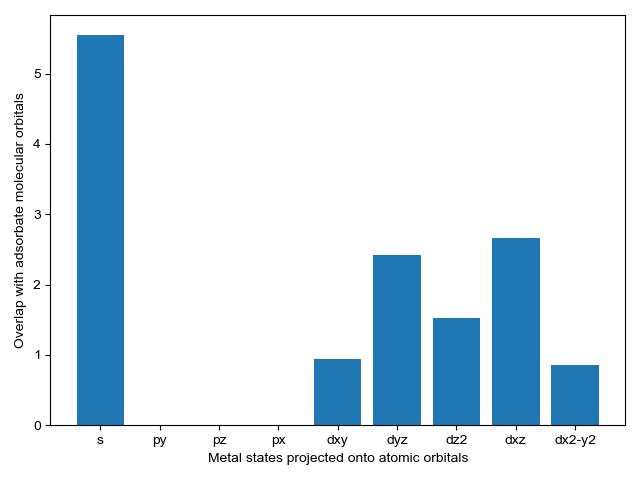 Overlap with adsorbate molecular orbitals
5
4
3
2
1
0
s py pz px dxy dyz dz2 dxz dx2-y2
Metal states projected onto atomic orbitals